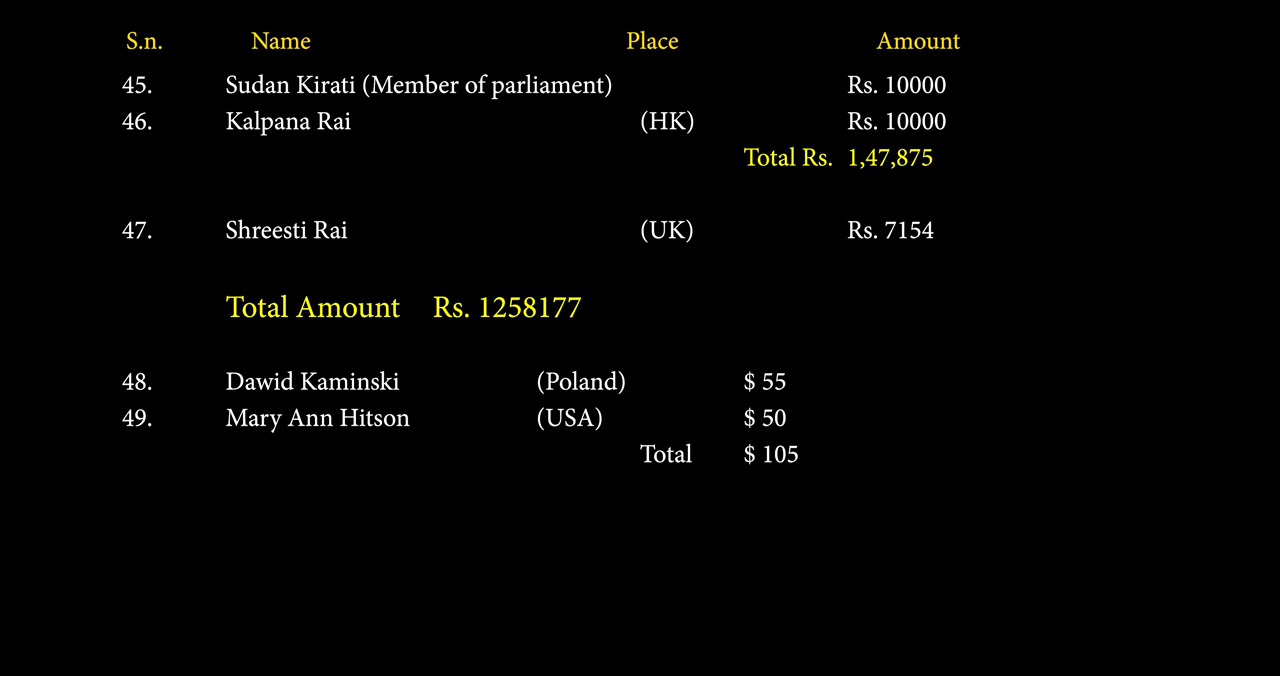 S.n. Name Place Amount
45. Sudan Kirati (Member of parliament) Rs. 10000
46. Kalpana Rai (HK) Rs. 10000
Total Rs. 1,47,875
47. Shreesti Rai (UK) Rs. 7154
Total Amount Rs. 1258177
48. Dawid Kaminski (Poland) $ 55
49. Mary Ann Hitson (USA) $ 50
Total $ 105